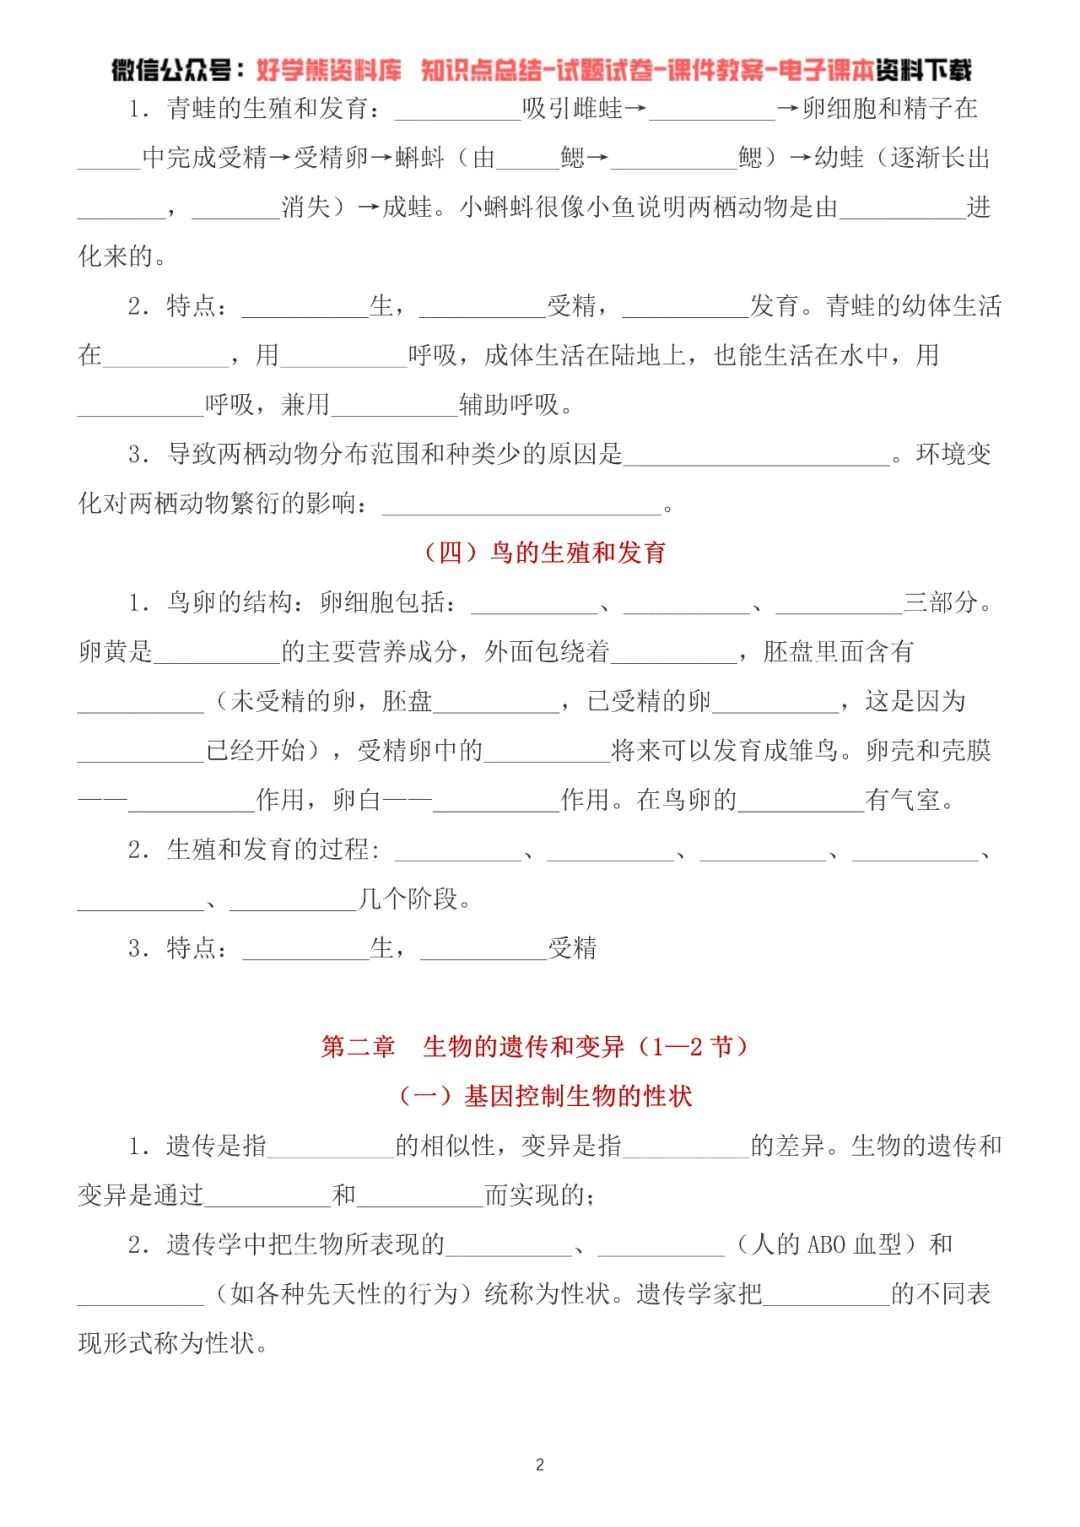 微信公众号：好学熊资料库 知识点总结-试题试卷-课件教案-电子课本资料下载
1．青蛙的生殖和发育：__________吸引雌蛙→__________→卵细胞和精子在
_____中完成受精→受精卵→蝌蚪（由_____鳃→__________鳃）→幼蛙（逐渐长出
_______，_______消失）→成蛙。小蝌蚪很像小鱼说明两栖动物是由__________进
化来的。
2．特点：__________生，__________受精，__________发育。青蛙的幼体生活
在__________，用__________呼吸，成体生活在陆地上，也能生活在水中，用
__________呼吸，兼用__________辅助呼吸。
3．导致两栖动物分布范围和种类少的原因是_____________________。环境变
化对两栖动物繁衍的影响：______________________。
（四）鸟的生殖和发育
1．鸟卵的结构：卵细胞包括：__________、__________、__________三部分。
卵黄是__________的主要营养成分，外面包绕着__________，胚盘里面含有
__________（未受精的卵，胚盘__________，已受精的卵__________，这是因为
__________已经开始），受精卵中的__________将来可以发育成雏鸟。卵壳和壳膜
——__________作用，卵白——__________作用。在鸟卵的__________有气室。
2．生殖和发育的过程：__________、__________、__________、__________、
__________、__________几个阶段。
3．特点：__________生，__________受精
第二章 生物的遗传和变异（1—2节）
（一）基因控制生物的性状
1．遗传是指__________的相似性，变异是指__________的差异。生物的遗传和
变异是通过__________和__________而实现的；
2．遗传学中把生物所表现的__________、__________（人的ABO血型）和
__________（如各种先天性的行为）统称为性状。遗传学家把__________的不同表
现形式称为性状。
2